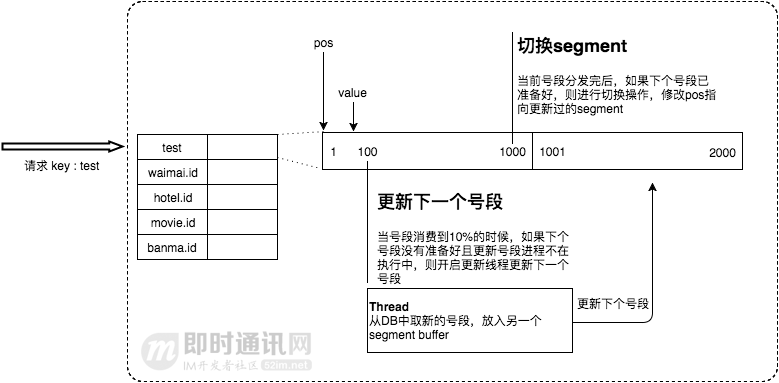 pos
切换segment
当前号段分发完后，如果下个号段已
准备好，则进行切换操作，修改pos指
向更新过的segment
value
请求 key : test
test
waimai.id
hotel.id
movie.id
banma.id
1 100 1000 1001 2000
更新下一个号段
当号段消费到10%的时候，如果下个
号段没有准备好且更新号段进程不在
执行中，则开启更新线程更新下一个
号段
Thread
从DB中取新的号段，放入另一个
segment buffer
更新下个号段
即时通讯网
IM开发者社区 52im.net